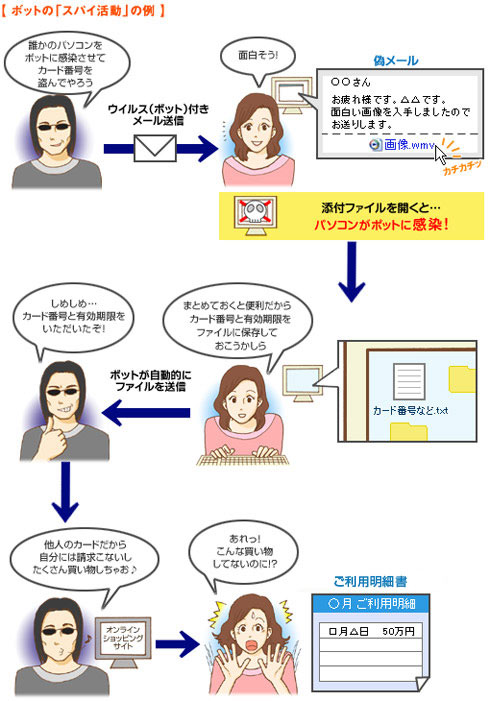 【 ボットの「スパイ活動」の例 】
誰かのパソコンを
ボットに感染させて
カード番号を
盗んでやろう
ウイルス（ボット）付き
メール送信
面白そう！
偽メール
○○さん
お疲れ様です。△△です。
面白い画像を入手しましたので
お送りします。
画像.wmv
カチカチッ
添付ファイルを開くと…
パソコンがボットに感染！
しめしめ…
カード番号と有効期限を
いただいたぞ！
ボットが自動的に
ファイルを送信
まとめておくと便利だから
カード番号と有効期限を
ファイルに保存して
おこうかしら
カード番号など.txt
他人のカードだから
自分には請求こないし
たくさん買い物しちゃお♪
オンライン
ショッピング
サイト
あれっ！
こんな買い物
してないのに！？
ご利用明細書
○月 ご利用明細
□月△日 50万円